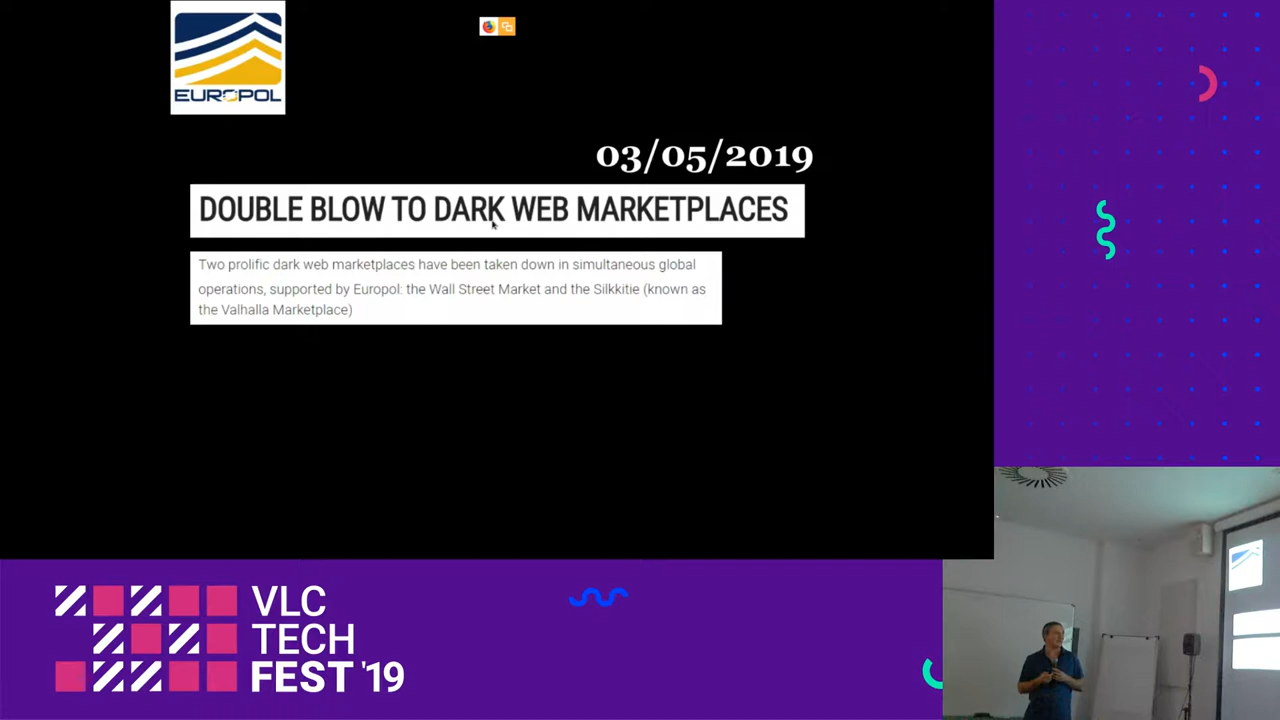 EUROPOL
03/05/2019
DOUBLE BLOW TO DARK WEB MARKETPLACES
Two prolific dark web marketplaces have been taken down in simultaneous global
operations, supported by Europol: the Wall Street Market and the Silkkitie (known as
the Valhalla Marketplace)
VLC
TECH
FEST '19